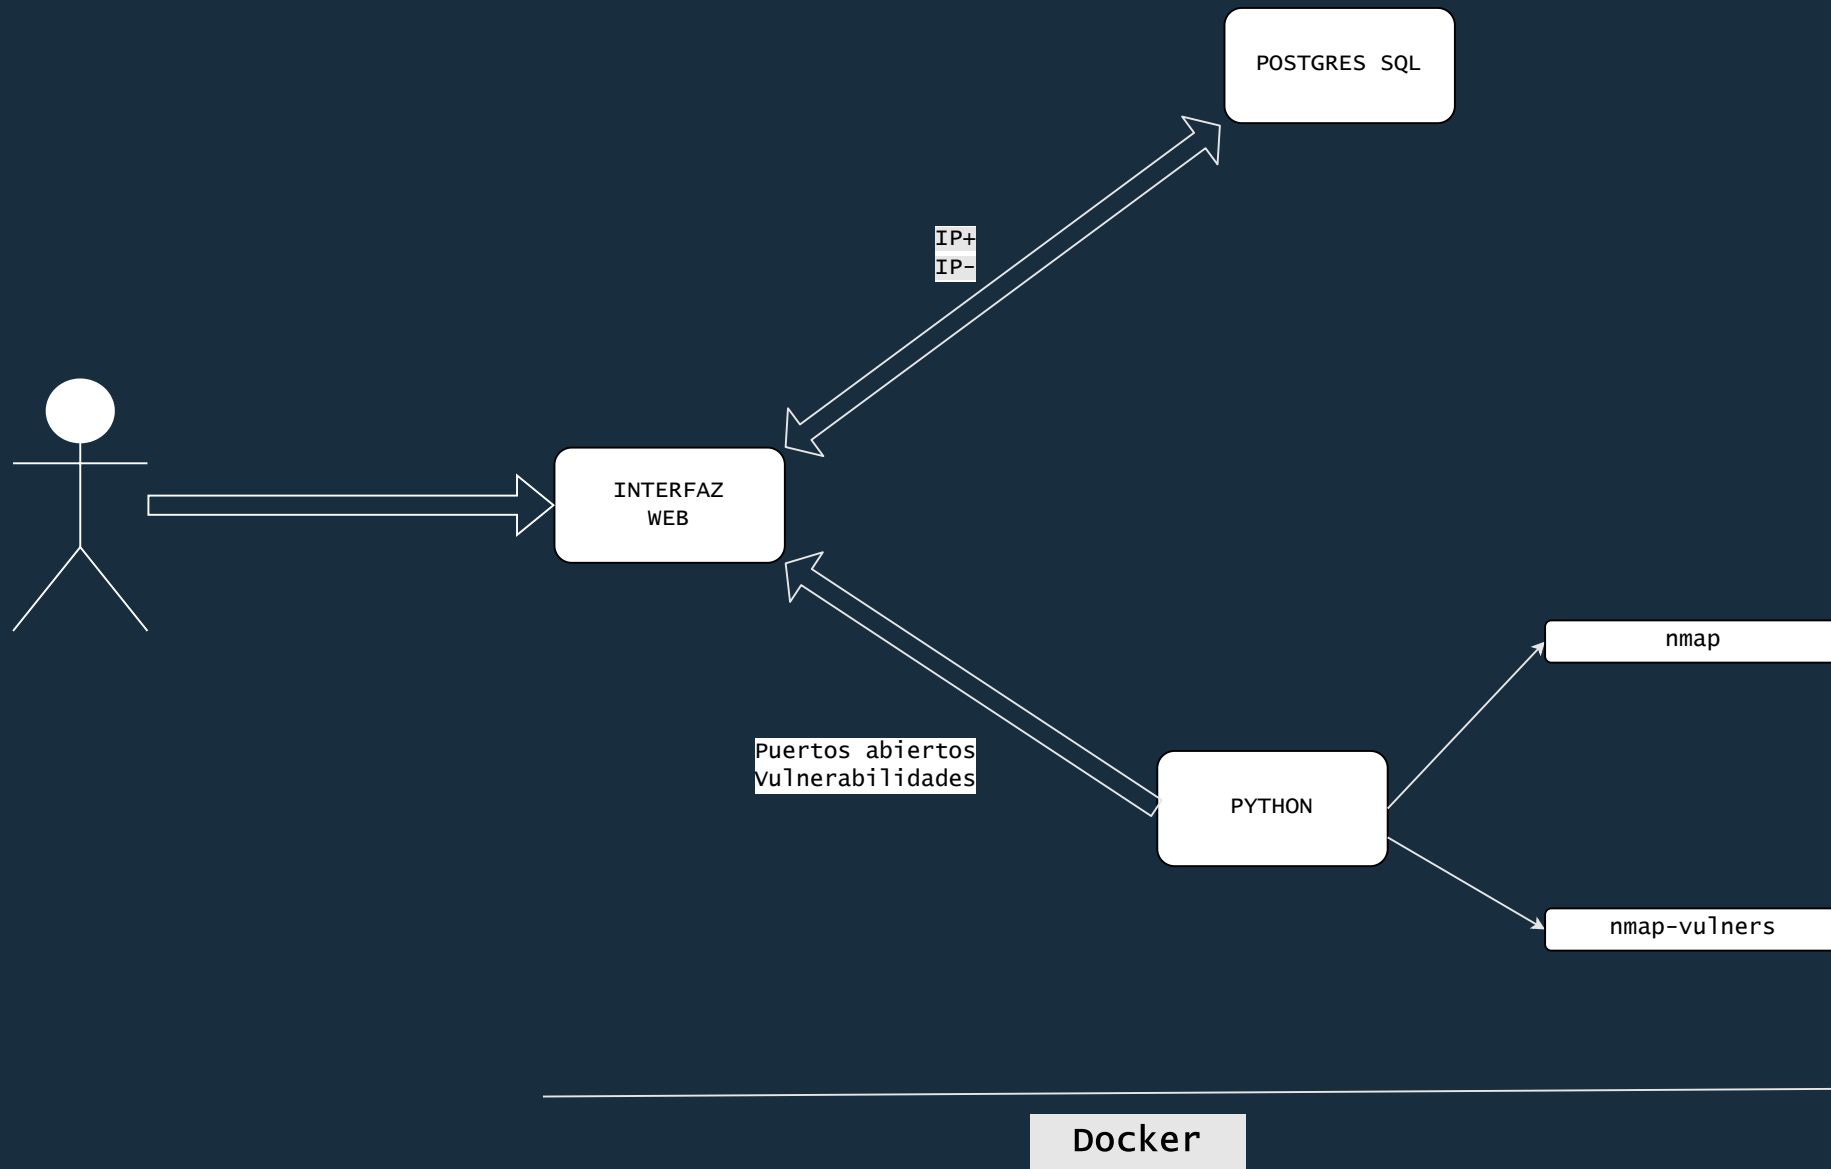 POSTGRES SQL
IP+
IP-
INTERFAZ
WEB
nmap
Puertos abiertos
Vulnerabilidades
PYTHON
nmap-vulners
Docker